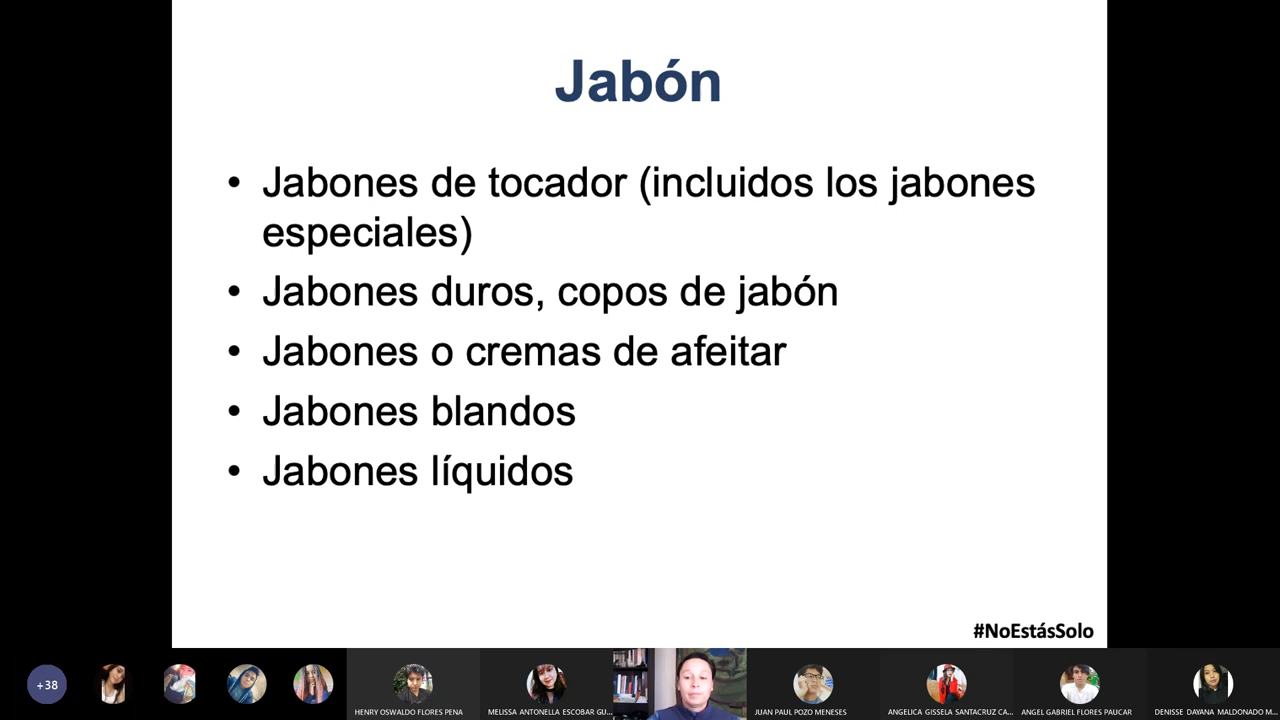 Jabón
• Jabones de tocador (incluidos los jabones
especiales)
• Jabones duros, copos de jabón
• Jabones o cremas de afeitar
• Jabones blandos
• Jabones líquidos
#NoEstásSolo
+38
HENRY OSWALDO FLORES PENA
MELISSA ANTONELLA ESCOBAR GU...
JUAN PAUL POZO MENESES
ANGELICA GISSELA SANTACRUZ CA...
ANGEL GABRIEL FLORES PAUCAR
DENISSE DAYANA MALDONADO M...